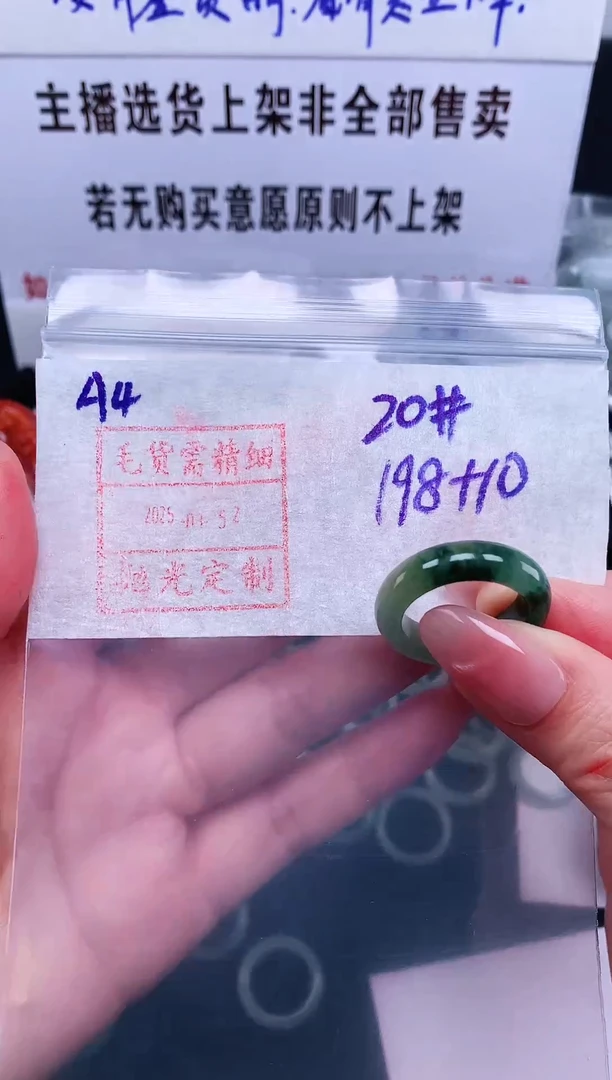 主播选货上架非全部售卖
若无购买意愿原则不上架
A4
20#
198+10
毛货需精细
抛光定制